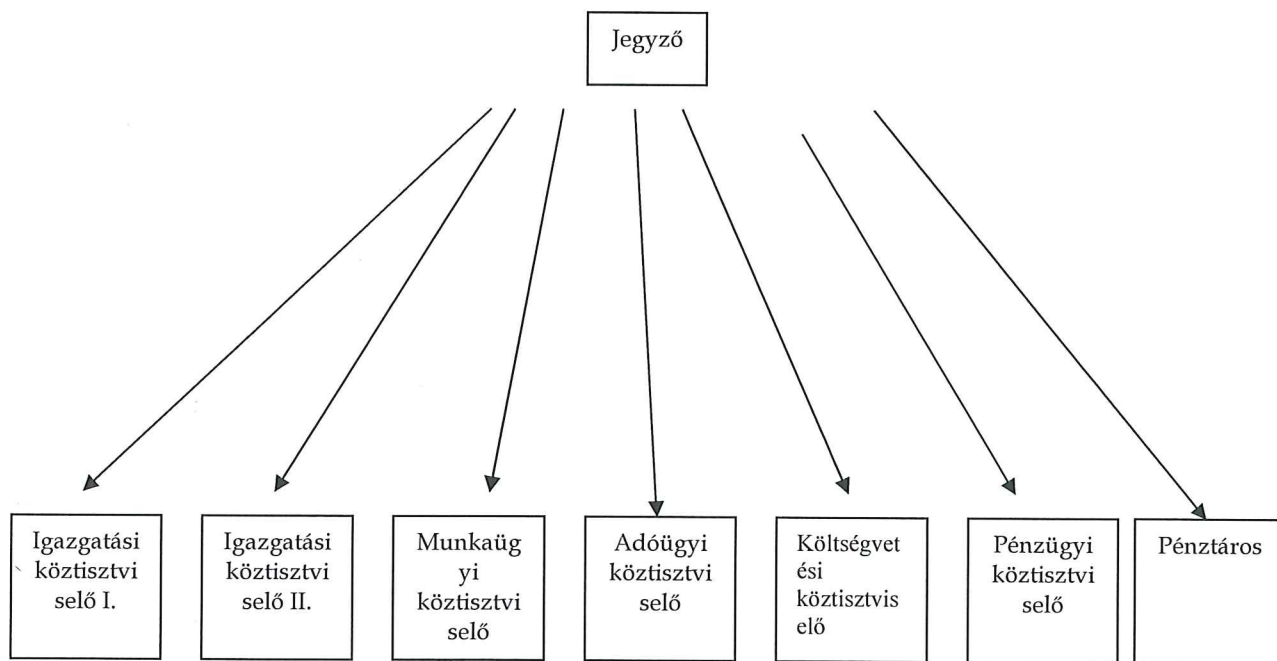 Jegyző
Igazgatási
köztisztvi
selő I.
Igazgatási
köztisztvi
selő II.
Munkaüg
yi
köztisztvi
selő
Adóügyi
köztisztvi
selő
Költségvet
ési
köztisztvis
elő
Pénzügyi
köztisztvi
selő
Pénztáros